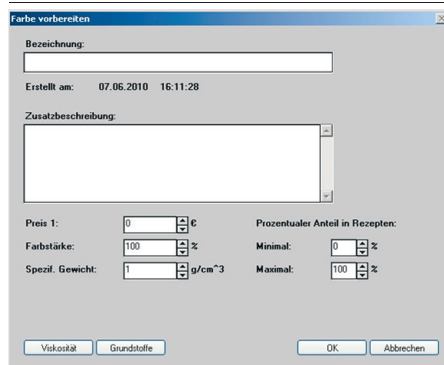 Farbe vorbereiten
Bezeichnung:
Erstellt am: 07.06.2010 16:11:28
Zusatzbeschreibung:
Preis 1: 0 € Prozentualer Anteil in Rezepten:
Farbstärke: 100 % Minimal: 0 %
Spezif. Gewicht: 1 g/cm^3 Maximal: 100 %
Viskosität Grundstoffe OK Abbrechen